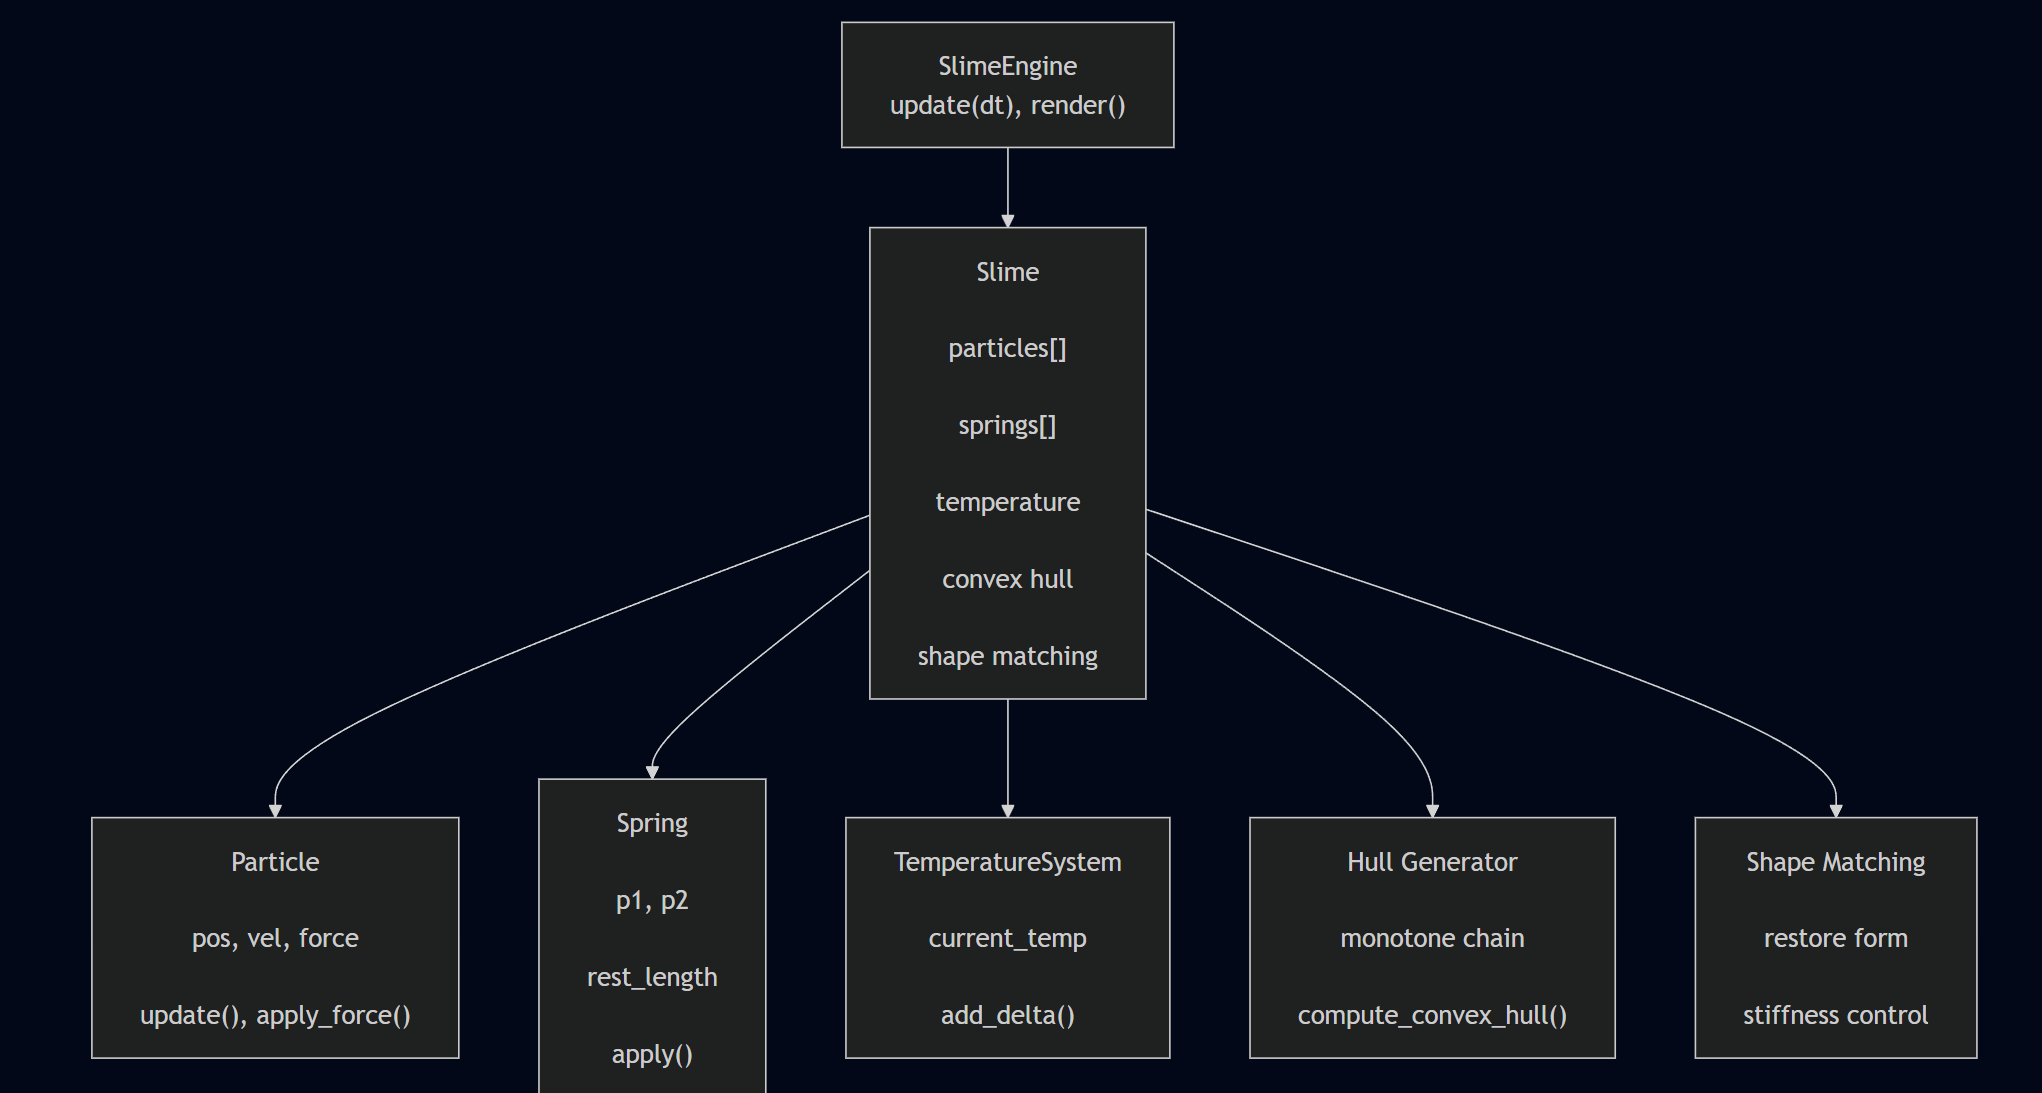 SlimeEngine
update(dt), render()
Slime
particles[]
springs[]
temperature
convex hull
shape matching
Particle
pos, vel, force
update(), apply_force()
Spring
p1, p2
rest_length
apply()
TemperatureSystem
current_temp
add_delta()
Hull Generator
monotone chain
compute_convex_hull()
Shape Matching
restore form
stiffness control